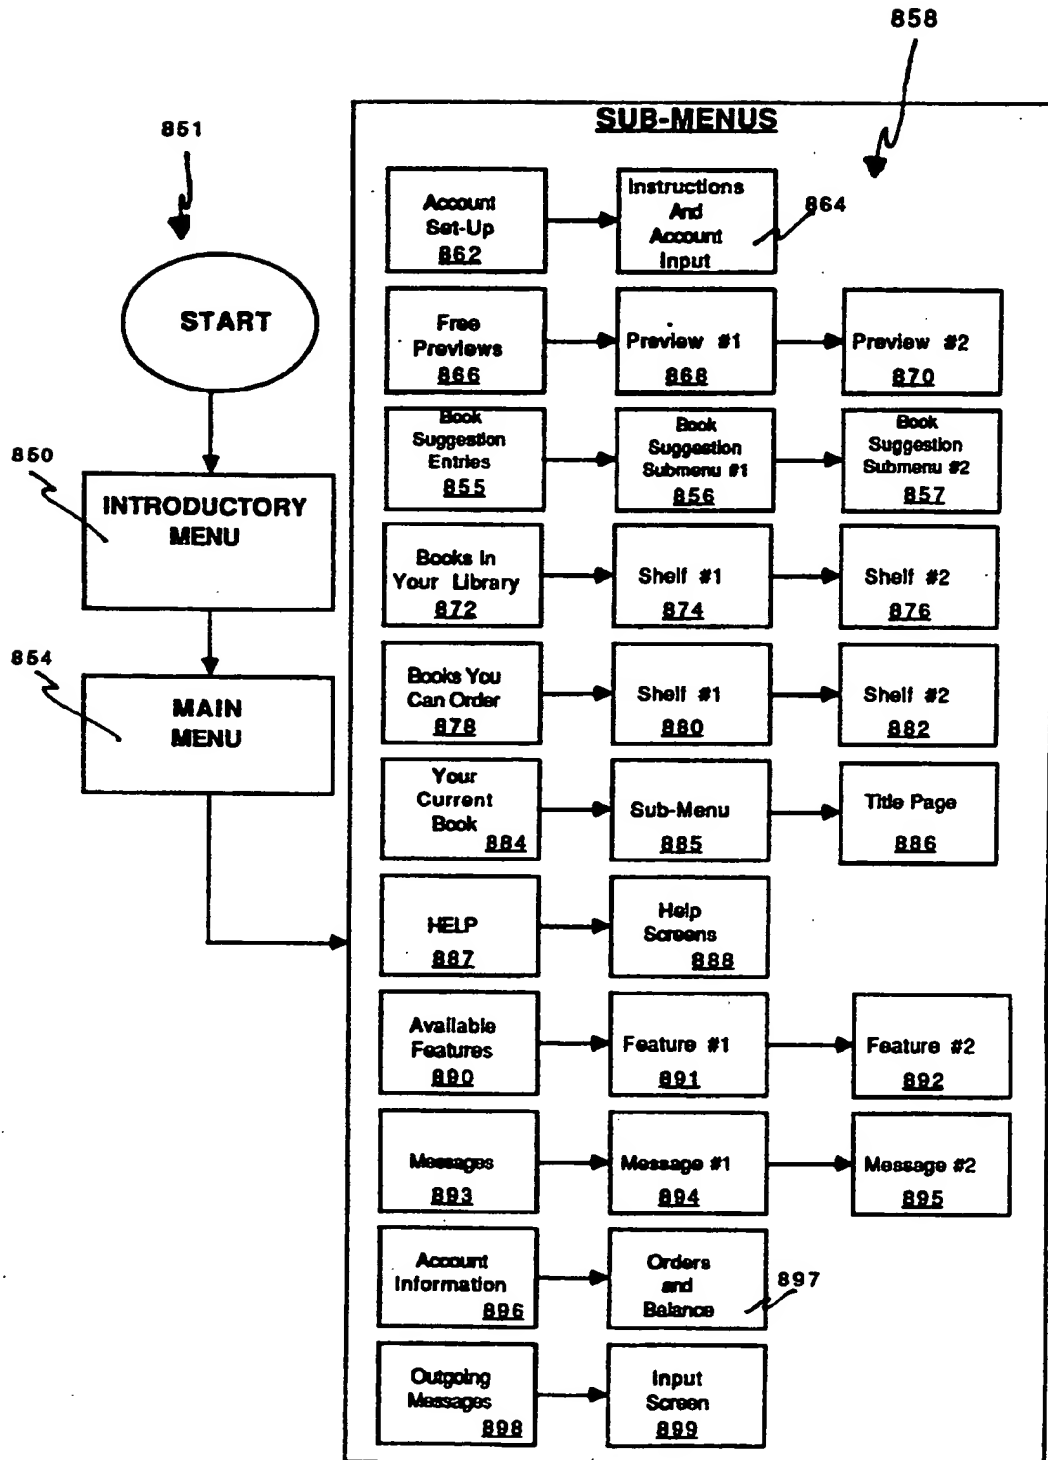 858
851
SUB-MENUS
START
850
INTRODUCTORY
MENU
854
MAIN
MENU
Account
Set-Up
862
Instructions
And
Account
Input
864
Free
Previews
866
Preview #1
868
Preview #2
870
Book
Suggestion
Entries
855
Book
Suggestion
Submenu #1
856
Book
Suggestion
Submenu #2
857
Books In
Your Library
872
Shelf #1
874
Shelf #2
876
Books You
Can Order
878
Shelf #1
880
Shelf #2
882
Your
Current
Book
884
Sub-Menu
885
Title Page
886
HELP
887
Help
Screens
888
Available
Features
890
Feature #1
891
Feature #2
892
Messages
893
Message #1
894
Message #2
895
Account
Information
896
Orders
and
Balance
897
Outgoing
Messages
898
Input
Screen
899